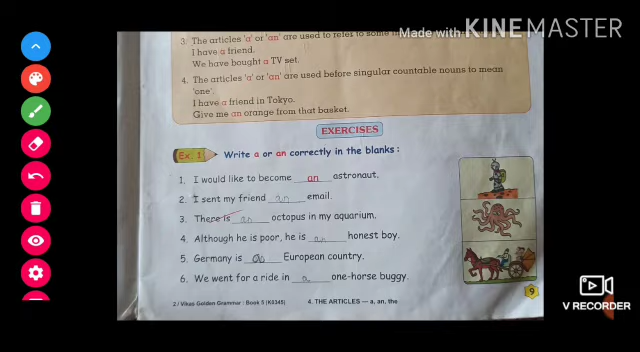 Made with KINEMASTER
3. The articles 'a' or 'an' are used to refer to some
I have a friend.
We have bought a TV set.
4. The articles 'a' or 'an' are used before singular countable nouns to mean
'one'.
I have a friend in Tokyo.
Give me an orange from that basket.
EXERCISES
Ex. 1 Write a or an correctly in the blanks :
1. I would like to become an astronaut.
2. I sent my friend an email.
3. There is an octopus in my aquarium.
4. Although he is poor, he is an honest boy.
5. Germany is a European country.
6. We went for a ride in a one-horse buggy.
9
2 / Vikas Golden Grammar : Book 5 (K0345) 4. THE ARTICLES — a, an, the
V RECORDER